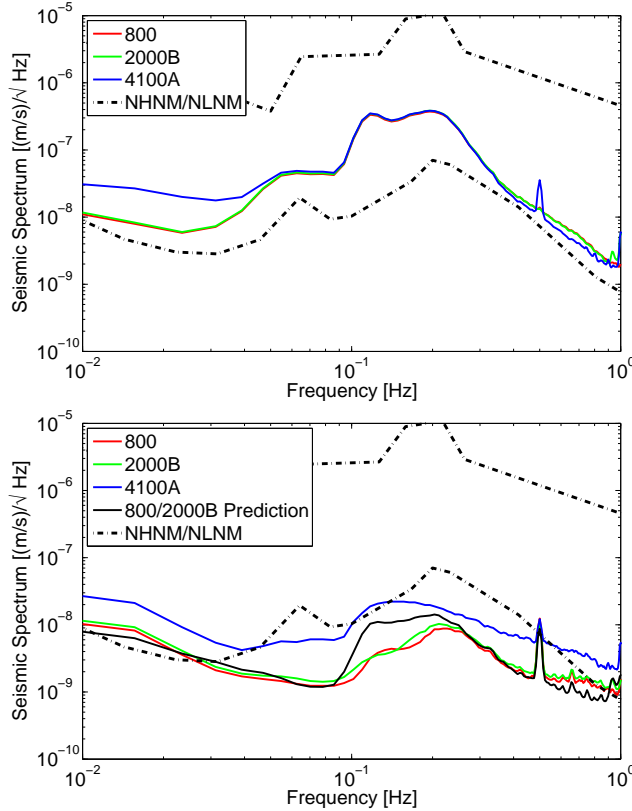 10⁻⁵
10⁻⁶
10⁻⁷
10⁻⁸
10⁻⁹
10⁻¹⁰
Seismic Spectrum [(m/s)/√ Hz]
800
2000B
4100A
NHNM/NLNM
10⁻² 10⁻¹ 10⁰
Frequency [Hz]
10⁻⁵
10⁻⁶
10⁻⁷
10⁻⁸
10⁻⁹
10⁻¹⁰
Seismic Spectrum [(m/s)/√ Hz]
800
2000B
4100A
800/2000B Prediction
NHNM/NLNM
10⁻² 10⁻¹ 10⁰
Frequency [Hz]